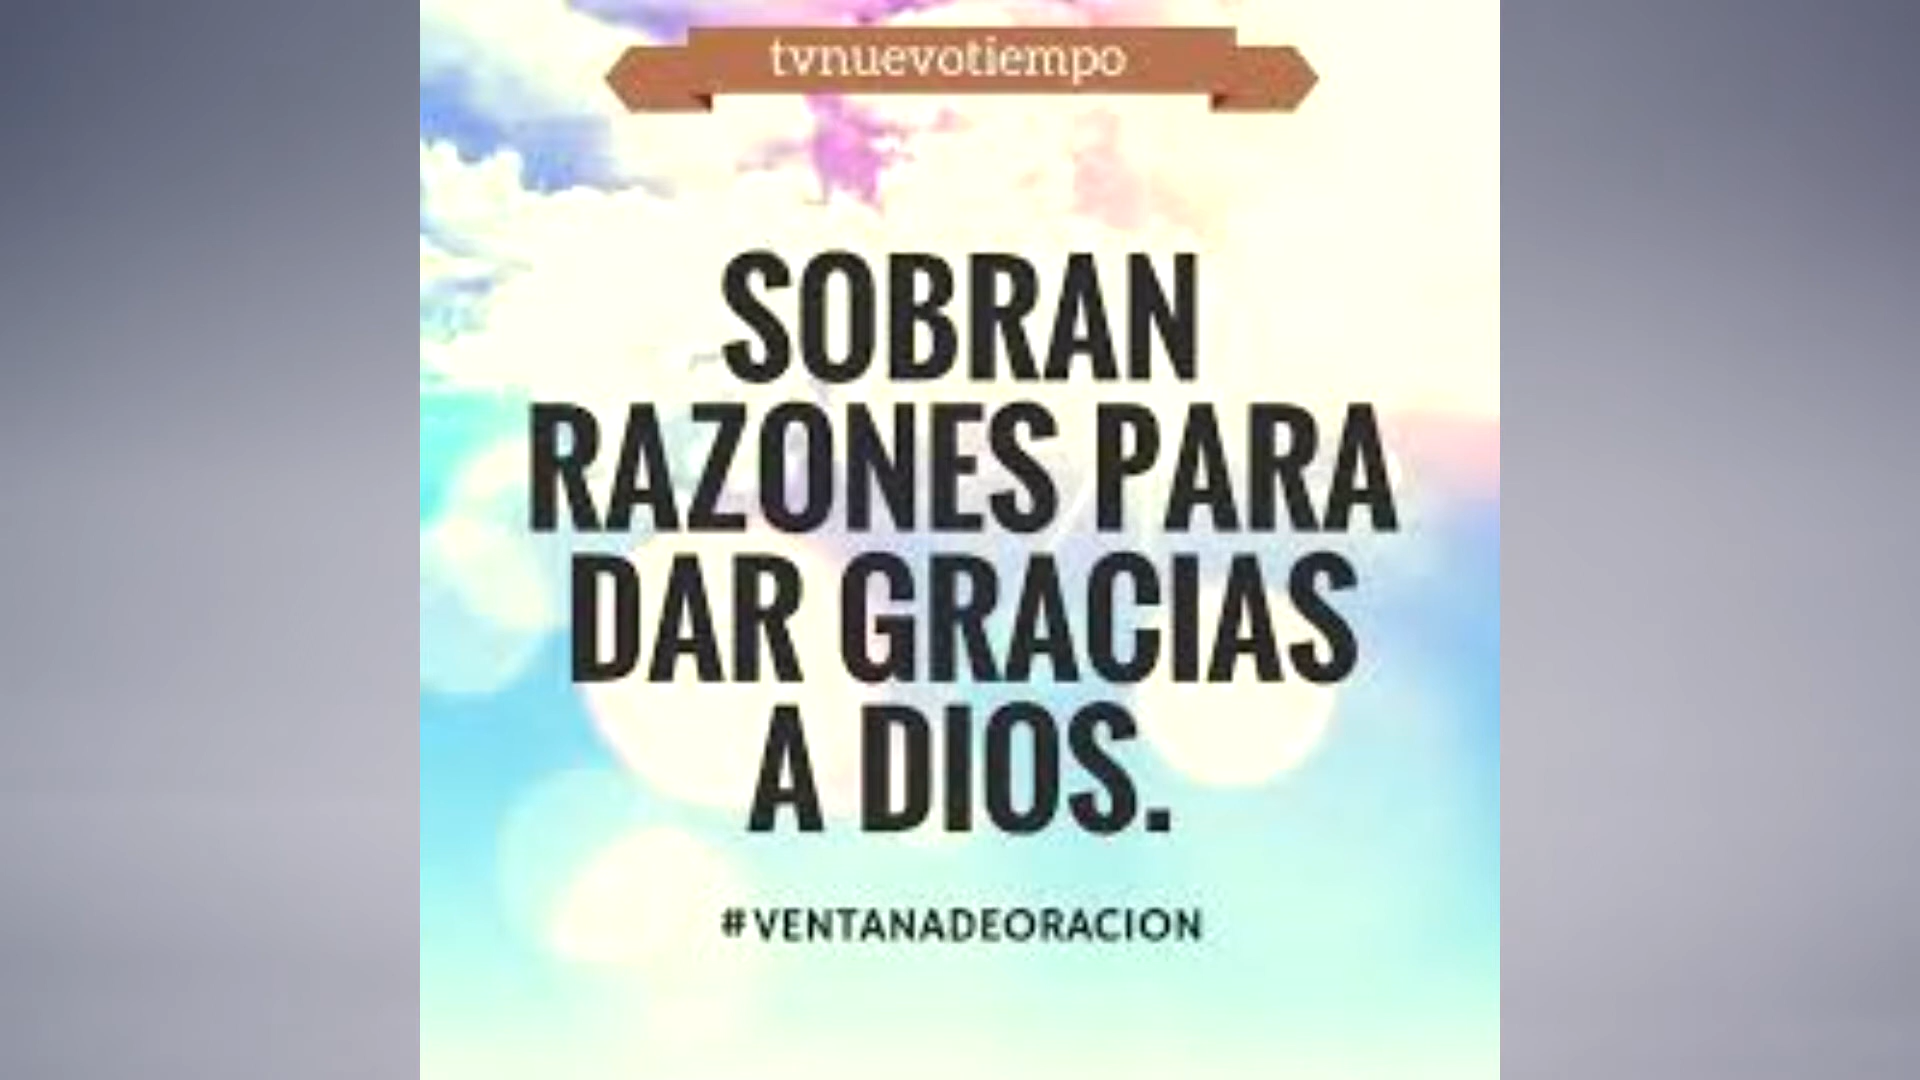 tvnuevotiempo
SOBRAN
RAZONES PARA
DAR GRACIAS
A DIOS.
#VENTANADEORACION